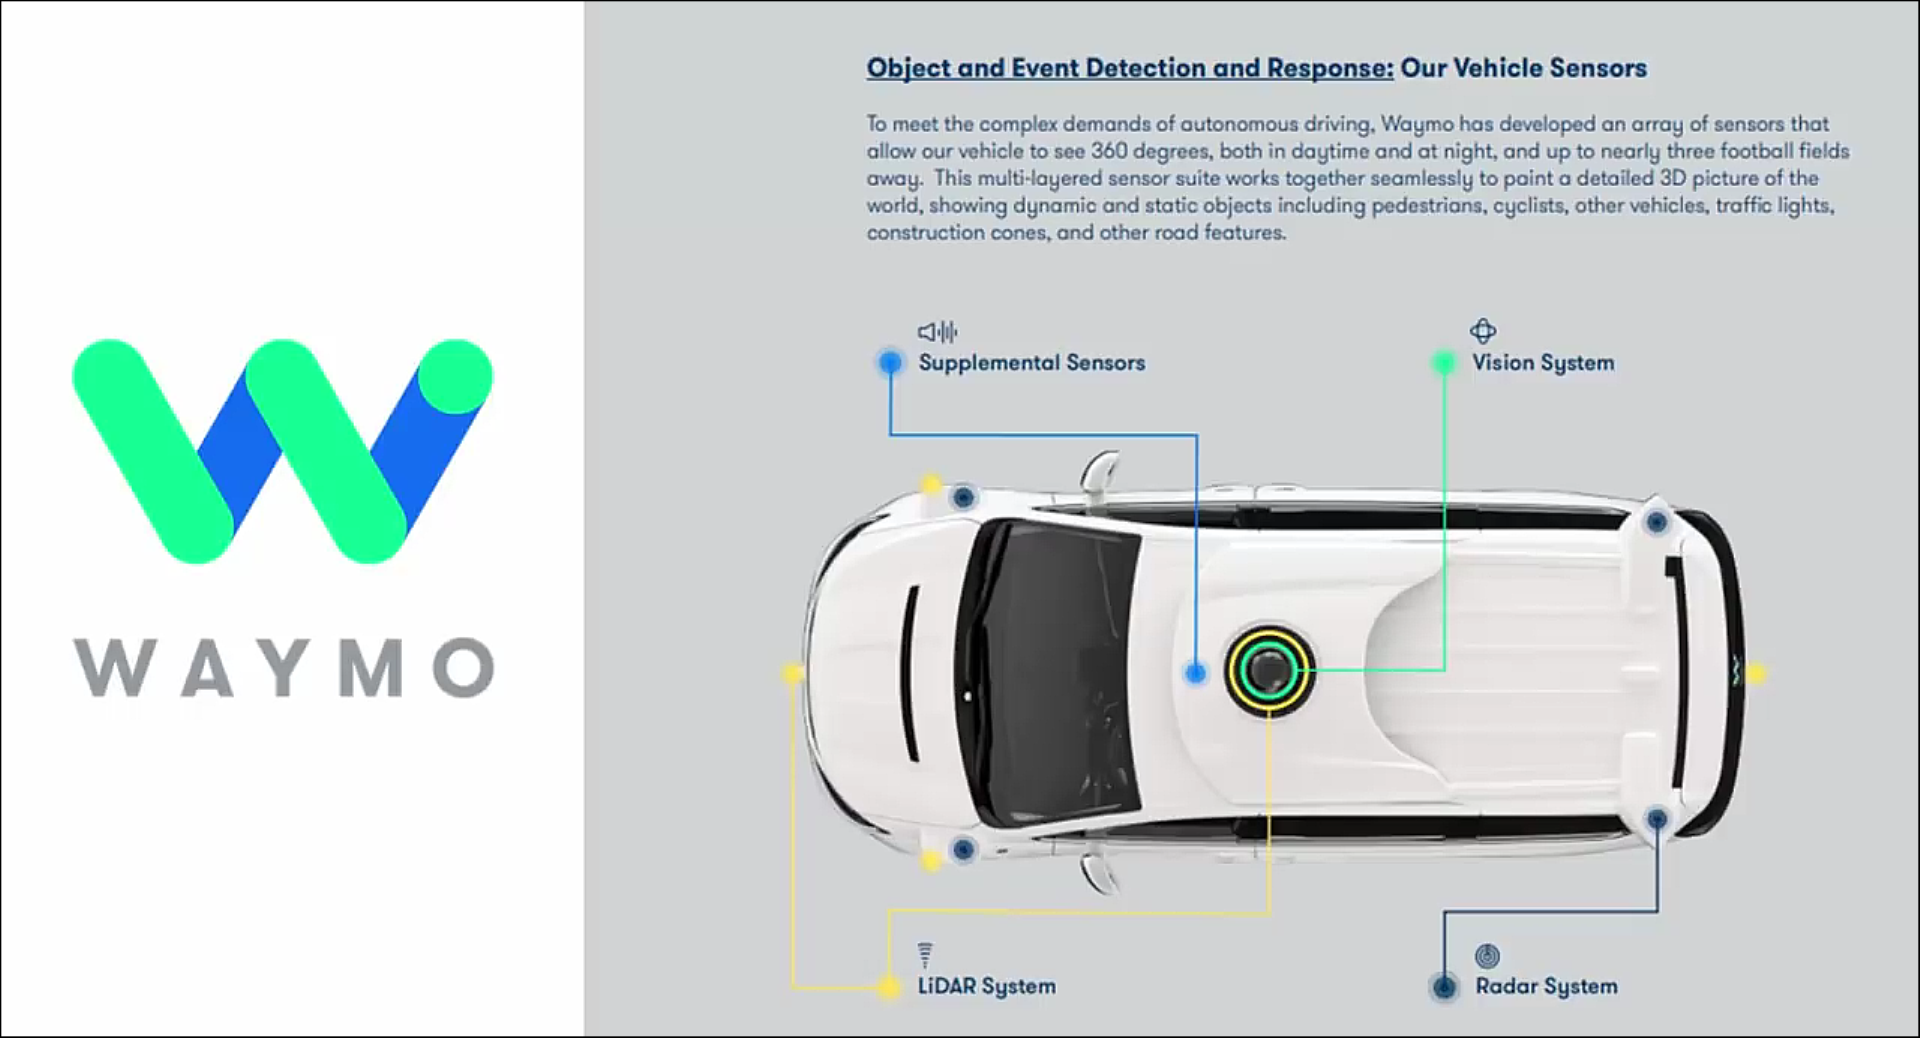 WAYMO
Object and Event Detection and Response: Our Vehicle Sensors
To meet the complex demands of autonomous driving, Waymo has developed an array of sensors that
allow our vehicle to see 360 degrees, both in daytime and at night, and up to nearly three football fields
away. This multi-layered sensor suite works together seamlessly to paint a detailed 3D picture of the
world, showing dynamic and static objects including pedestrians, cyclists, other vehicles, traffic lights,
construction cones, and other road features.
Supplemental Sensors
Vision System
LiDAR System
Radar System